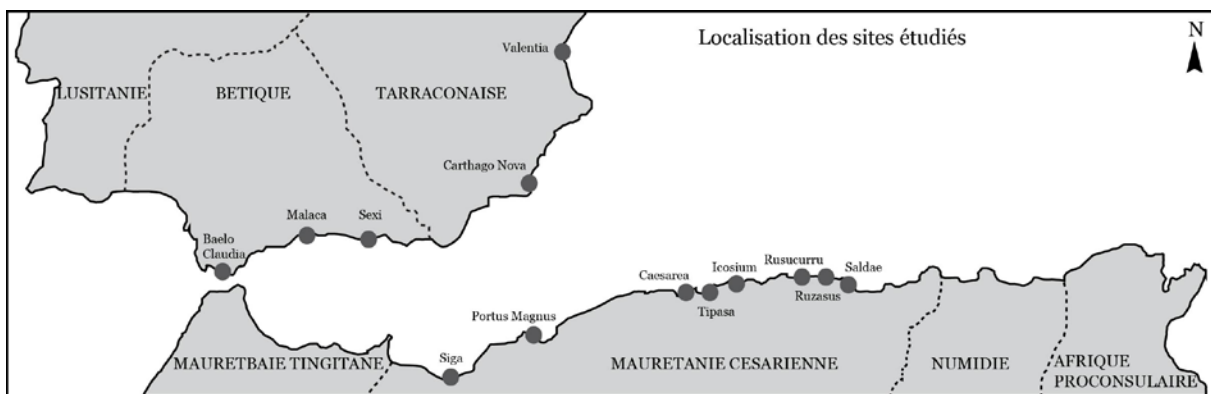 Localisation des sites étudiés
N
Valentia
LUSITANIE
BETIQUE
TARRACONAISE
Carthago Nova
Malaca
Sexi
Baelo
Claudia
Caesarea
Icosium
Rusucurru
Saldae
Tipasa
Ruzasus
Portus Magnus
Siga
MAURETBAIE TINGITANE
MAURETANIE CESARIENNE
NUMIDIE
AFRIQUE
PROCONSULAIRE